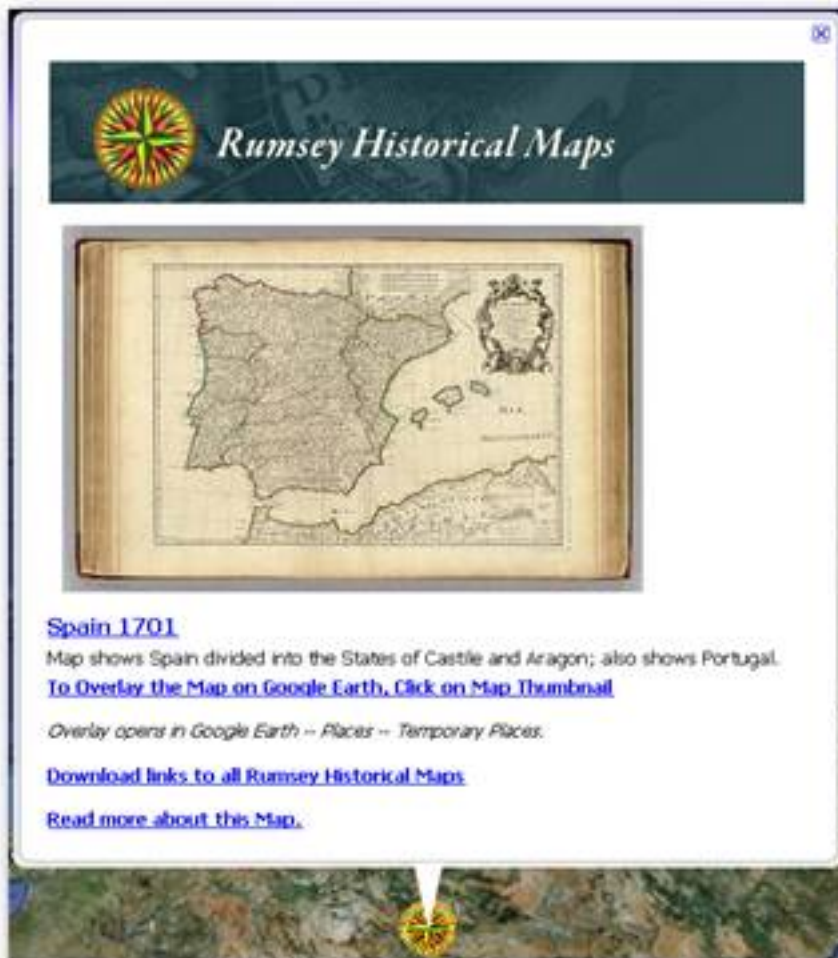 Rumsey Historical Maps
MER
Spain 1701
Map shows Spain divided into the States of Castile and Aragon; also shows Portugal.
To Overlay the Map on Google Earth, Click on Map Thumbnail
Overlay opens in Google Earth -- Places -- Temporary Places.
Download links to all Rumsey Historical Maps
Read more about this Map.